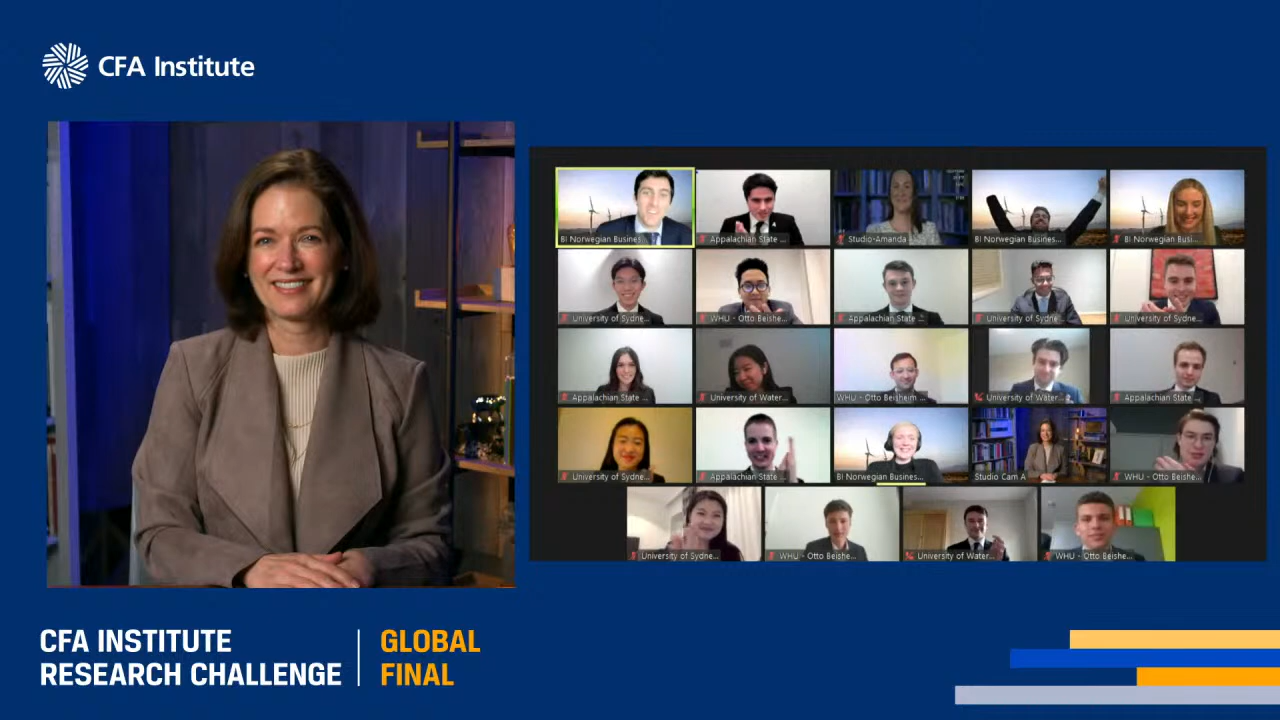 CFA Institute
BI Norwegian Busines...
Appalachian State ...
Studio-Amanda
BI Norwegian Busines...
BI Norwegian Busi...
University of Sydne...
WHU - Otto Beishe...
Appalachian State ...
University of Sydne...
University of Sydne...
Appalachian State ...
University of Water...
WHU - Otto Beisheim ...
University of Water...
Appalachian State ...
University of Sydne...
Appalachian State ...
BI Norwegian Busines...
Studio Cam A
WHU - Otto Beishe...
University of Sydne...
WHU - Otto Beishe...
University of Water...
WHU - Otto Beishe...
CFA INSTITUTE
RESEARCH CHALLENGE
GLOBAL
FINAL